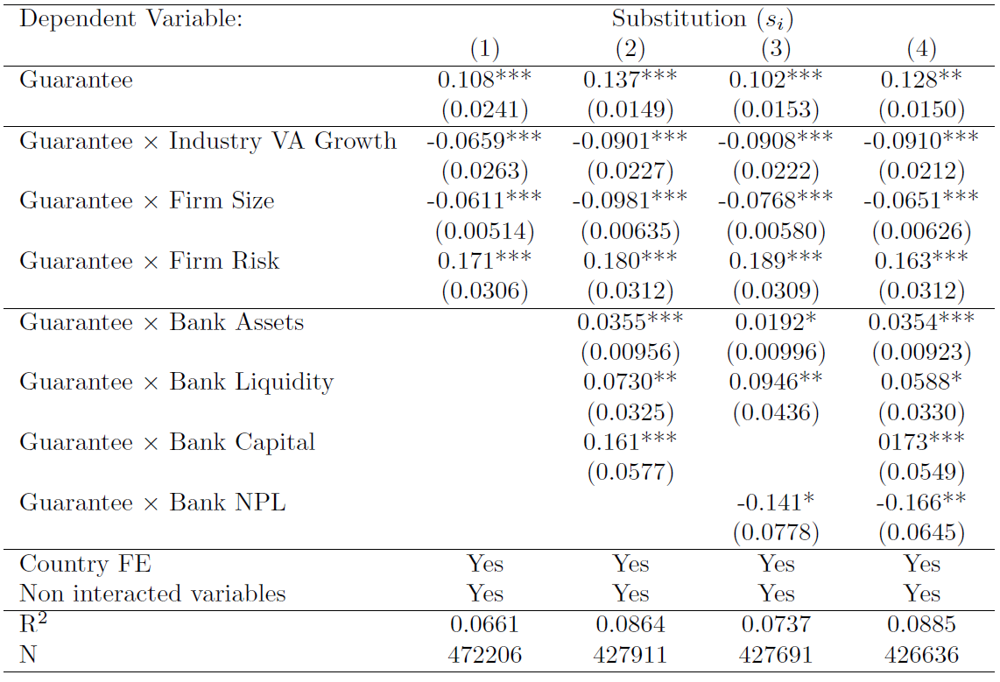 Dependent Variable: Substitution (sᵢ)
(1) (2) (3) (4)
Guarantee 0.108*** 0.137*** 0.102*** 0.128**
(0.0241) (0.0149) (0.0153) (0.0150)
Guarantee × Industry VA Growth -0.0659*** -0.0901*** -0.0908*** -0.0910***
(0.0263) (0.0227) (0.0222) (0.0212)
Guarantee × Firm Size -0.0611*** -0.0981*** -0.0768*** -0.0651***
(0.00514) (0.00635) (0.00580) (0.00626)
Guarantee × Firm Risk 0.171*** 0.180*** 0.189*** 0.163***
(0.0306) (0.0312) (0.0309) (0.0312)
Guarantee × Bank Assets 0.0355*** 0.0192* 0.0354***
(0.00956) (0.00996) (0.00923)
Guarantee × Bank Liquidity 0.0730** 0.0946** 0.0588*
(0.0325) (0.0436) (0.0330)
Guarantee × Bank Capital 0.161*** 0173***
(0.0577) (0.0549)
Guarantee × Bank NPL -0.141* -0.166**
(0.0778) (0.0645)
Country FE Yes Yes Yes Yes
Non interacted variables Yes Yes Yes Yes
R² 0.0661 0.0864 0.0737 0.0885
N 472206 427911 427691 426636